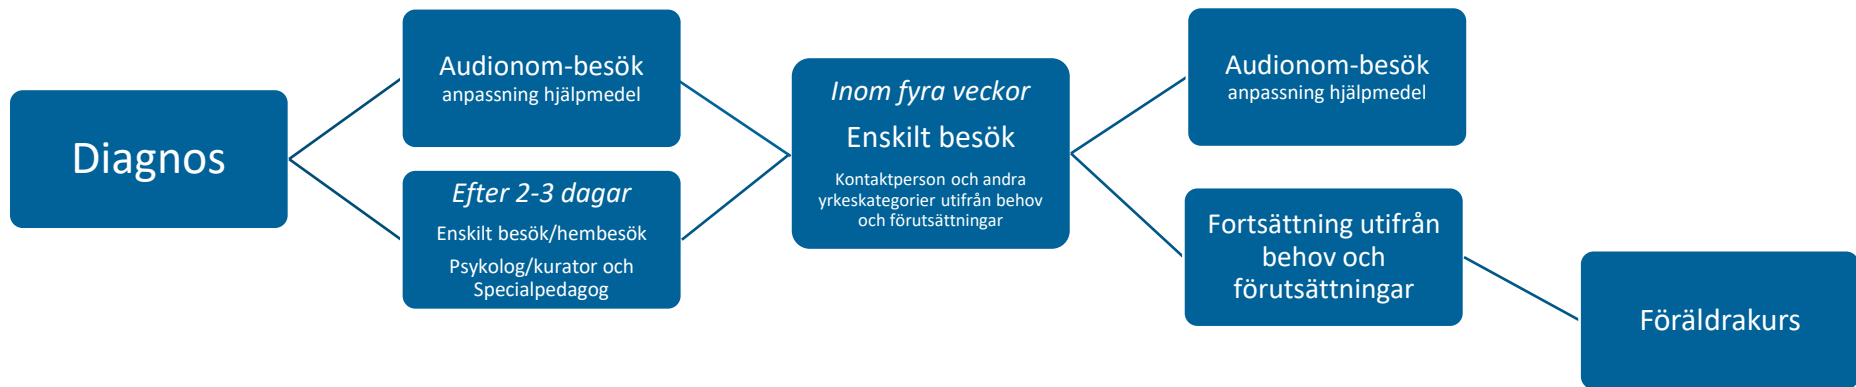 Diagnos
Audionom-besök
anpassning hjälpmedel
Efter 2-3 dagar
Enskilt besök/hembesök
Psykolog/kurator och
Specialpedagog
Inom fyra veckor
Enskilt besök
Kontaktperson och andra
yrkeskategorier utifrån behov
och förutsättningar
Audionom-besök
anpassning hjälpmedel
Fortsättning utifrån
behov och
förutsättningar
Föräldrakurs